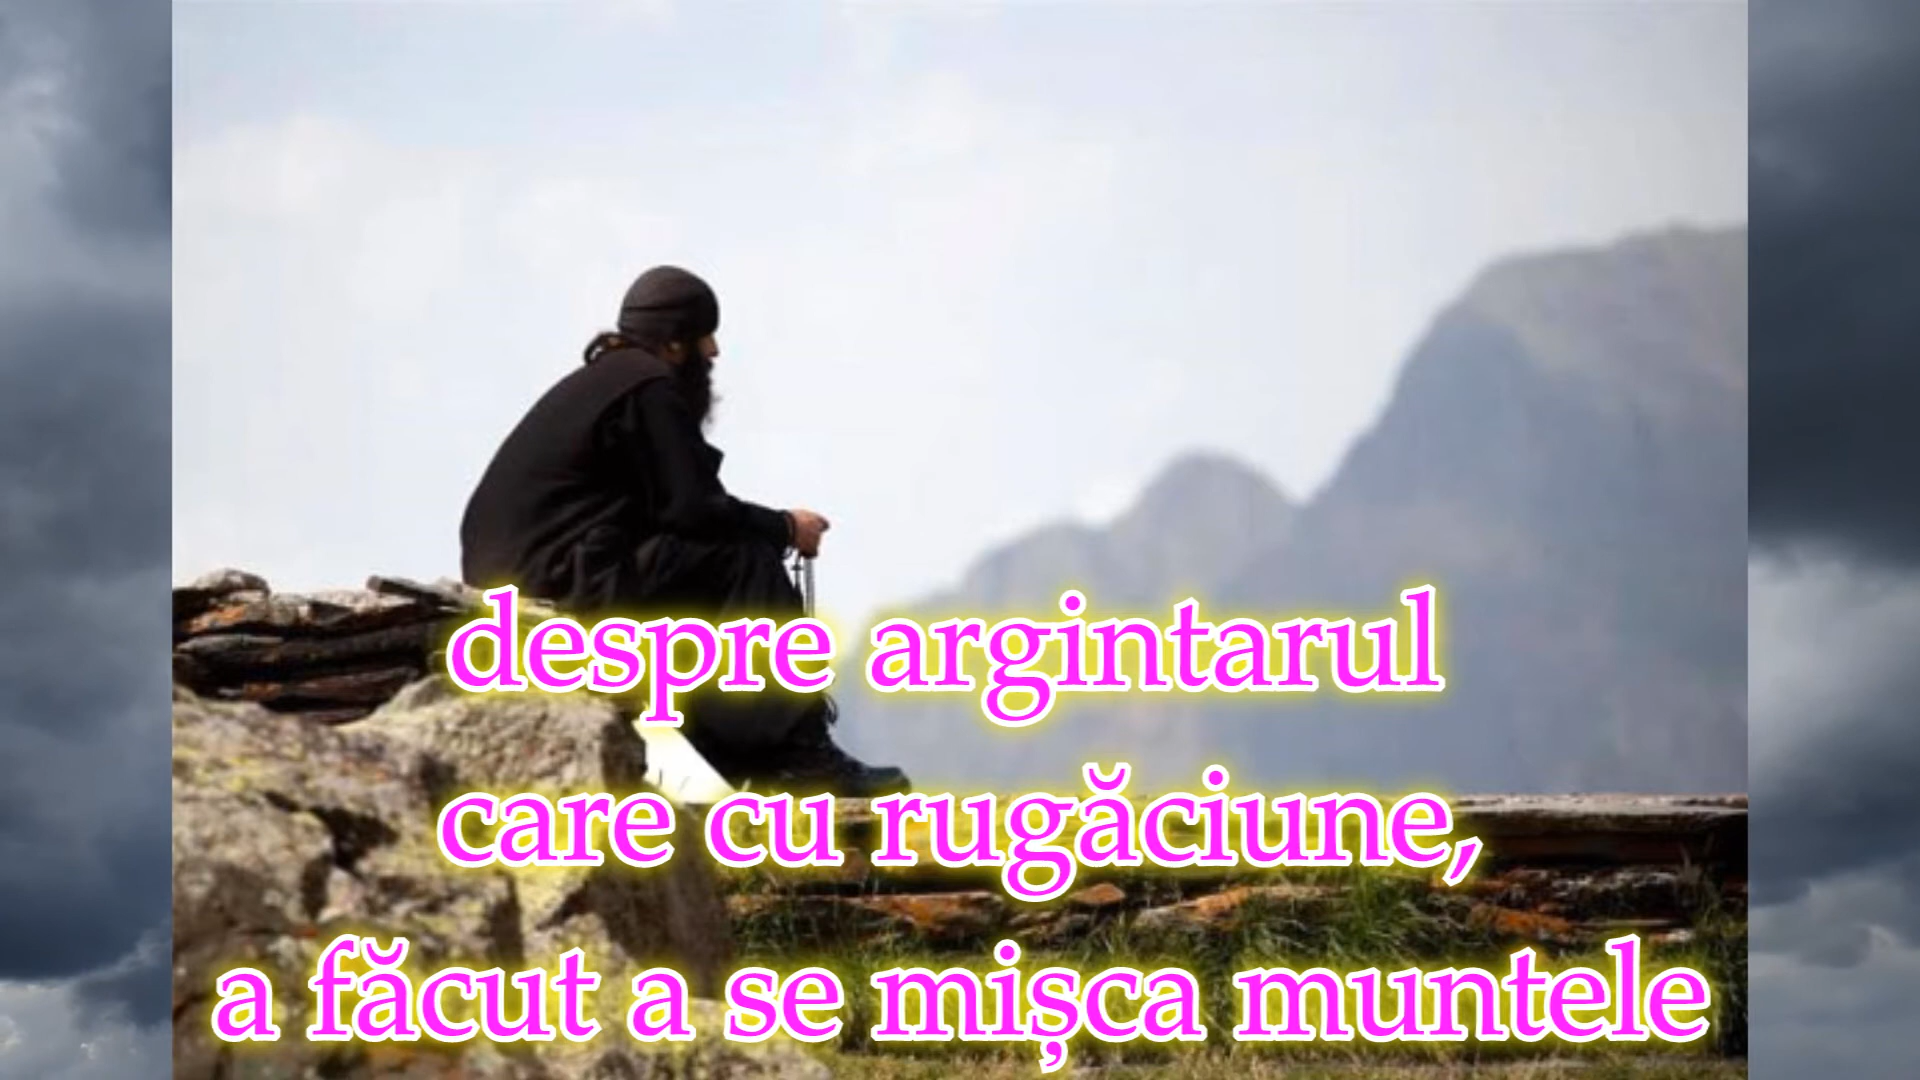 despre argintarul
care cu rugăciune,
a făcut a se mișca muntele